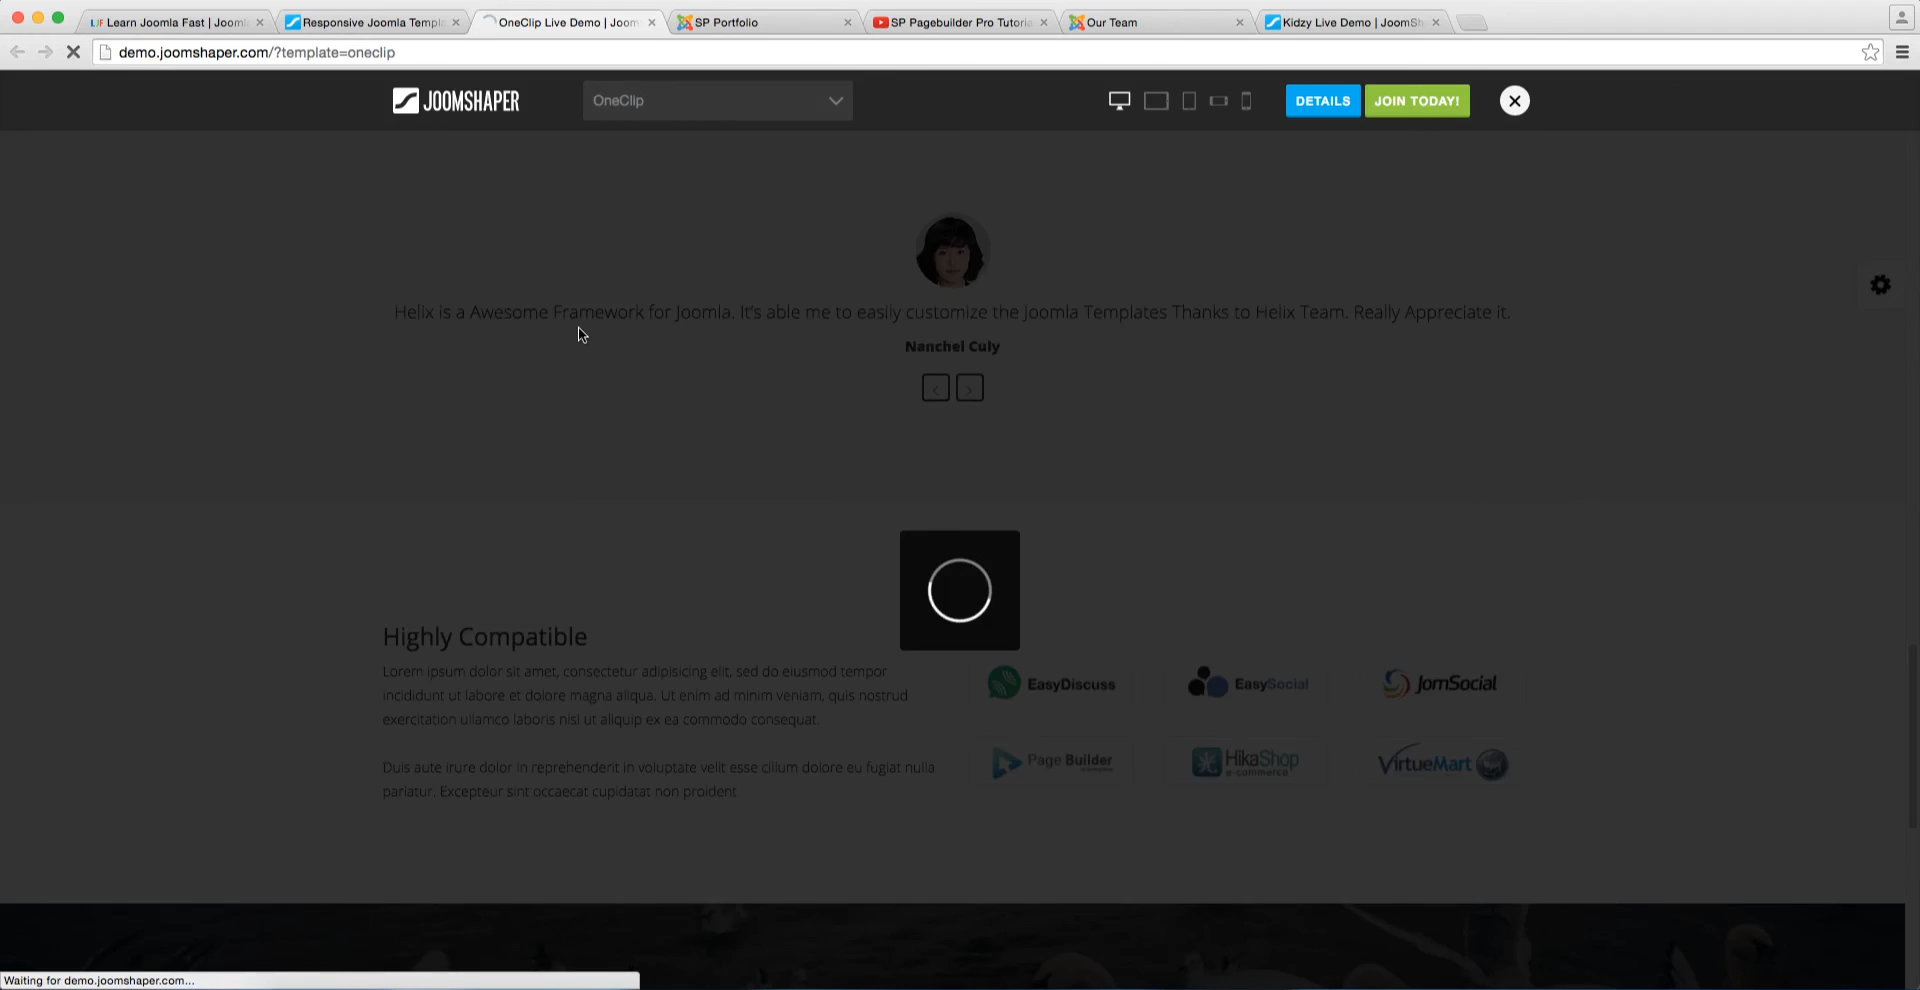 LJF Learn Joomla Fast | Jooml
Responsive Joomla Templ
OneClip Live Demo | Joom
SP Portfolio
SP Pagebuilder Pro Tutoria
Our Team
Kidzy Live Demo | JoomSh
demo.joomshaper.com/?template=oneclip
JOOMSHAPER
OneClip
DETAILS
JOIN TODAY!
Helix is a Awesome Framework for Joomla. It's able me to easily customize the Joomla Templates Thanks to Helix Team. Really Appreciate it.
Nanchel Culy
Highly Compatible
Lorem ipsum dolor sit amet, consectetur adipisicing elit, sed do eiusmod tempor
incididunt ut labore et dolore magna aliqua. Ut enim ad minim veniam, quis nostrud
exercitation ullamco laboris nisi ut aliquip ex ea commodo consequat.
Duis aute irure dolor in reprehenderit in voluptate velit esse cillum dolore eu fugiat nulla
pariatur. Excepteur sint occaecat cupidatat non proident
EasyDiscuss
EasySocial
JomSocial
Page Builder
HikaShop
e-commerce
VirtueMart
Waiting for demo.joomshaper.com...